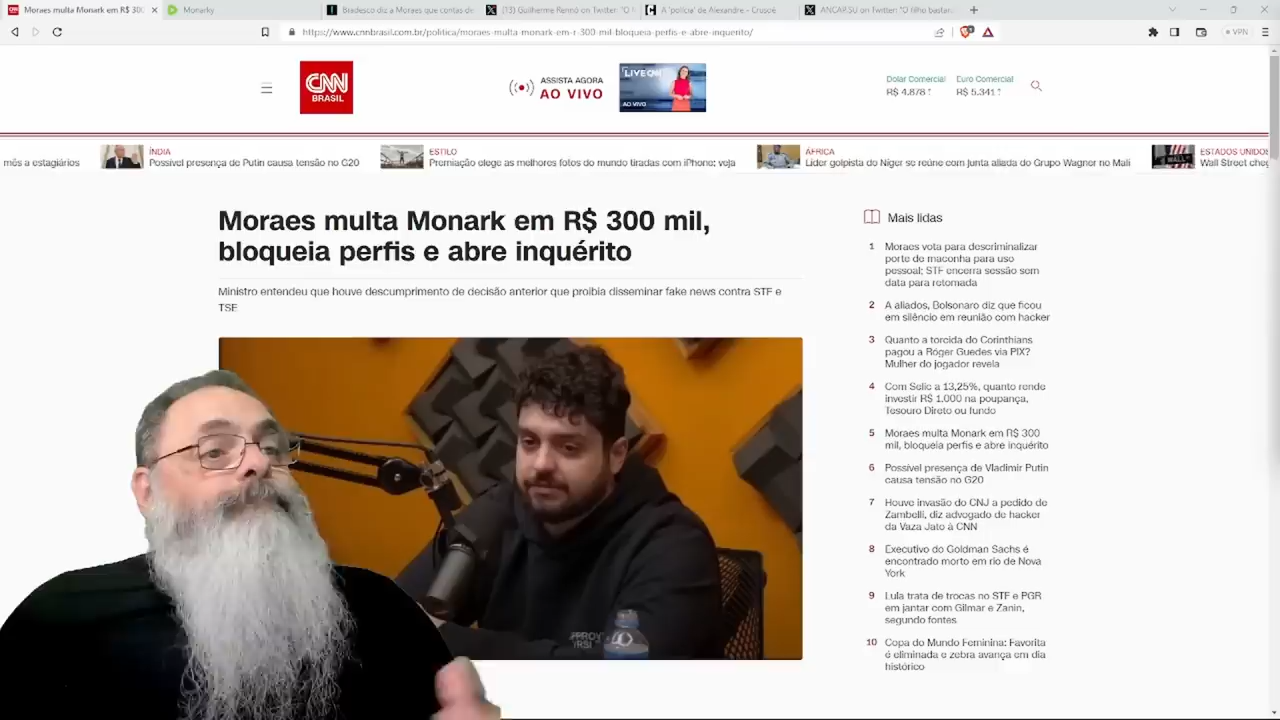 Moraes multa Monark em R$ 300
Monarky
Bradesco diz a Moraes que contas de
(13) Guilherme Rennó on Twitter: "O
A 'polícia' de Alexandre - Crusoé
ANCAP.SU on Twitter: "O filho bastar
https://www.cnnbrasil.com.br/politica/moraes-multa-monark-em-r-300-mil-bloqueia-perfis-e-abre-inquerito/
VPN
CNN
BRASIL
ASSISTA AGORA
AO VIVO
LIVE CN
AO VIVO
Dólar Comercial
R$ 4,878 ↑
Euro Comercial
R$ 5,341 ↑
mês a estagiários
ÍNDIA
Possível presença de Putin causa tensão no G20
ESTILO
Premiação elege as melhores fotos do mundo tiradas com iPhone; veja
ÁFRICA
Líder golpista do Níger se reúne com junta aliada do Grupo Wagner no Mali
ESTADOS UNIDOS
Wall Street cheg
WALL
Moraes multa Monark em R$ 300 mil,
bloqueia perfis e abre inquérito
Ministro entendeu que houve descumprimento de decisão anterior que proibia disseminar fake news contra STF e
TSE
Mais lidas
1 Moraes vota para descriminalizar
porte de maconha para uso
pessoal; STF encerra sessão sem
data para retomada
2 A aliados, Bolsonaro diz que ficou
em silêncio em reunião com hacker
3 Quanto a torcida do Corinthians
pagou a Róger Guedes via PIX?
Mulher do jogador revela
4 Com Selic a 13,25%, quanto rende
investir R$ 1.000 na poupança,
Tesouro Direto ou fundo
5 Moraes multa Monark em R$ 300
mil, bloqueia perfis e abre inquérito
6 Possível presença de Vladimir Putin
causa tensão no G20
7 Houve invasão do CNJ a pedido de
Zambelli, diz advogado de hacker
da Vaza Jato à CNN
8 Executivo do Goldman Sachs é
encontrado morto em rio de Nova
York
9 Lula trata de trocas no STF e PGR
em jantar com Gilmar e Zanin,
segundo fontes
10 Copa do Mundo Feminina: Favorita
é eliminada e zebra avança em dia
histórico